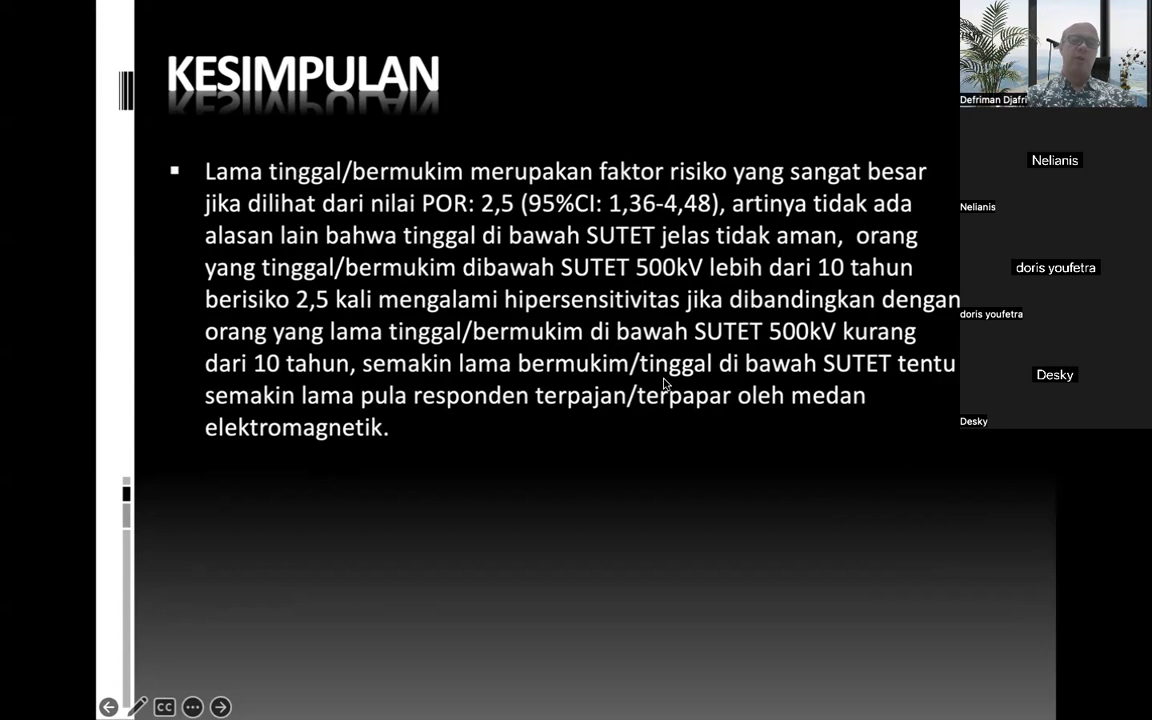 KESIMPULAN
Lama tinggal/bermukim merupakan faktor risiko yang sangat besar
jika dilihat dari nilai POR: 2,5 (95%CI: 1,36-4,48), artinya tidak ada
alasan lain bahwa tinggal di bawah SUTET jelas tidak aman,  orang
yang tinggal/bermukim dibawah SUTET 500kV lebih dari 10 tahun
berisiko 2,5 kali mengalami hipersensitivitas jika dibandingkan dengan
orang yang lama tinggal/bermukim di bawah SUTET 500kV kurang
dari 10 tahun, semakin lama bermukim/tinggal di bawah SUTET tentu
semakin lama pula responden terpajan/terpapar oleh medan
elektromagnetik.
Defriman Djafri
Nelianis
Nelianis
doris youfetra
doris youfetra
Desky
Desky
CC